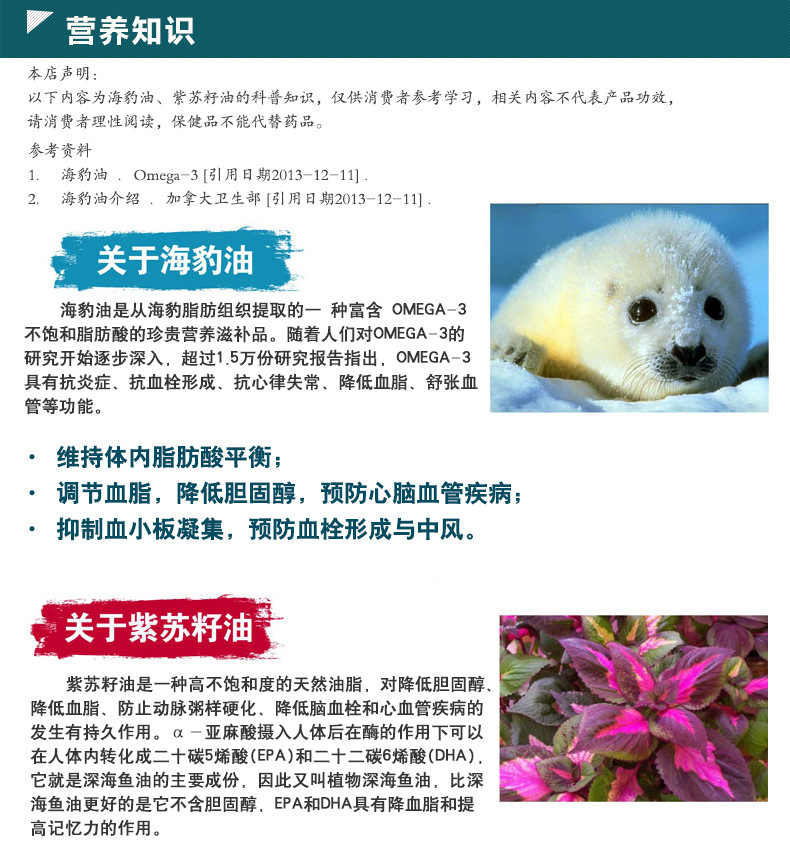 营养知识
本店声明：
以下内容为海豹油、紫苏籽油的科普知识，仅供消费者参考学习，相关内容不代表产品功效，
请消费者理性阅读，保健品不能代替药品。
参考资料
1. 海豹油 . Omega-3 [引用日期2013-12-11] .
2. 海豹油介绍 . 加拿大卫生部 [引用日期2013-12-11] .
关于海豹油
海豹油是从海豹脂肪组织提取的一 种富含 OMEGA-3
不饱和脂肪酸的珍贵营养滋补品。随着人们对OMEGA-3的
研究开始逐步深入，超过1.5万份研究报告指出，OMEGA-3
具有抗炎症、抗血栓形成、抗心律失常、降低血脂、舒张血
管等功能。
• 维持体内脂肪酸平衡；
• 调节血脂，降低胆固醇，预防心脑血管疾病；
• 抑制血小板凝集，预防血栓形成与中风。
关于紫苏籽油
紫苏籽油是一种高不饱和度的天然油脂，对降低胆固醇、
降低血脂、防止动脉粥样硬化、降低脑血栓和心血管疾病的
发生有持久作用。α－亚麻酸摄入人体后在酶的作用下可以
在人体内转化成二十碳5烯酸(EPA)和二十二碳6烯酸(DHA)，
它就是深海鱼油的主要成份，因此又叫植物深海鱼油，比深
海鱼油更好的是它不含胆固醇，EPA和DHA具有降血脂和提
高记忆力的作用。